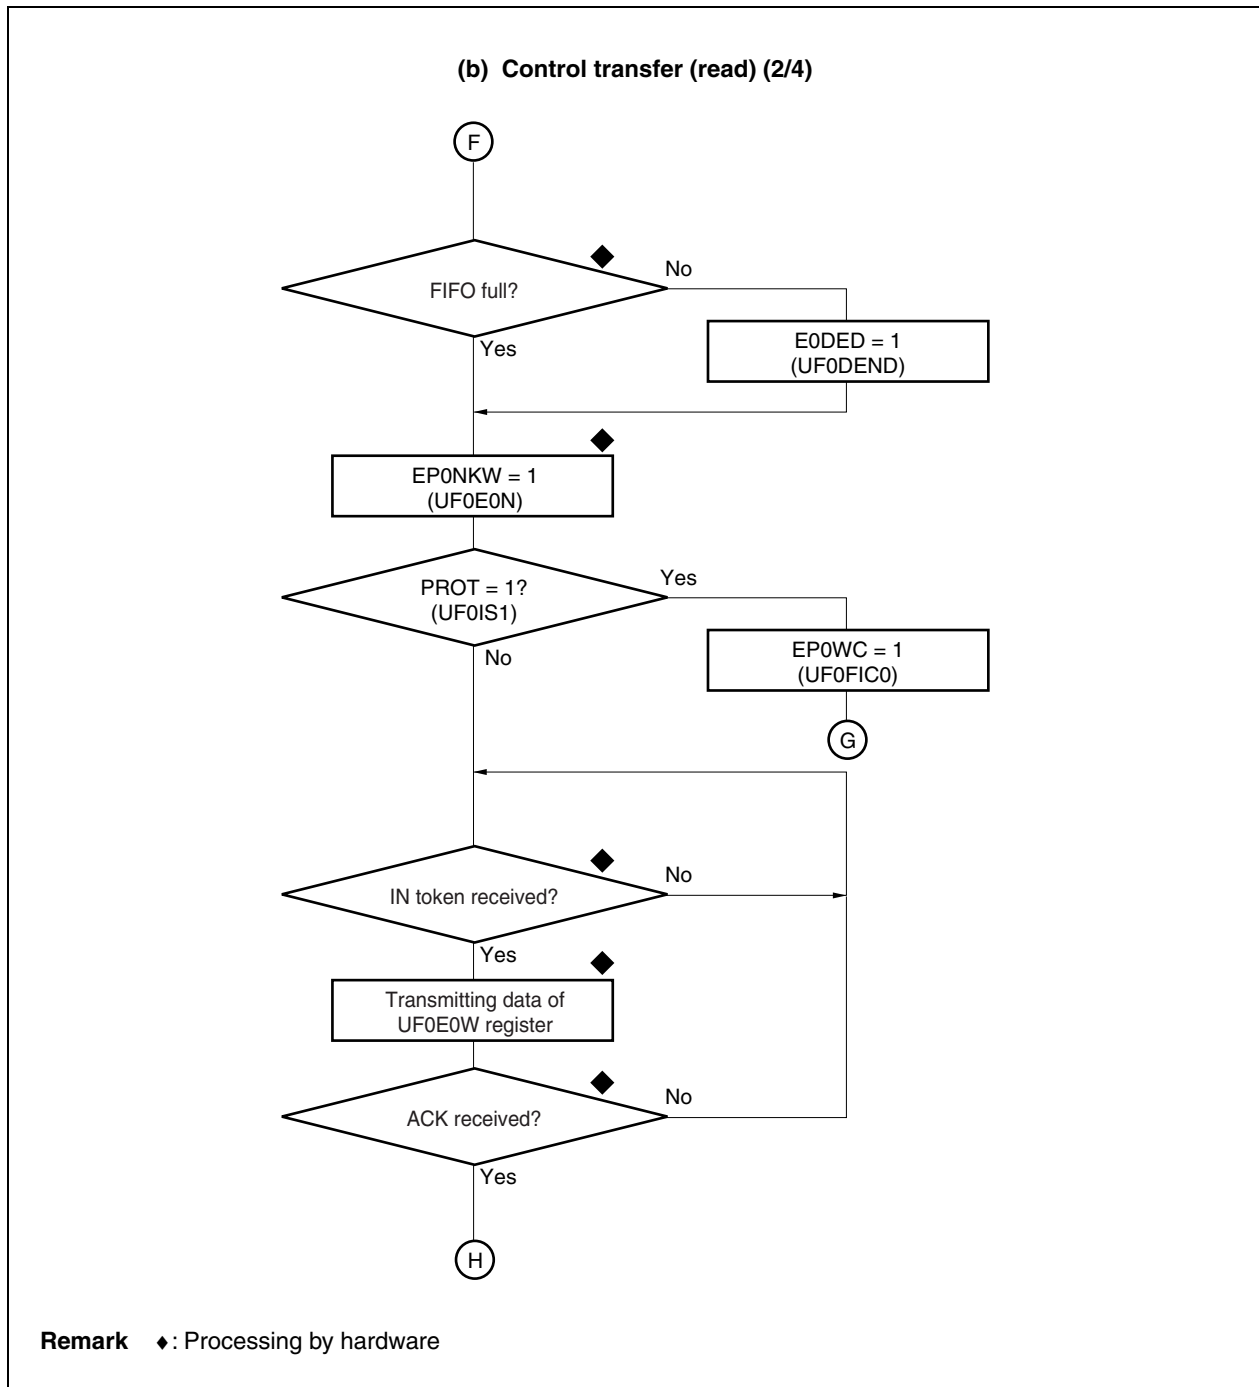 (b) Control transfer (read) (2/4)
F
FIFO full?
No
Yes
E0DED = 1
(UF0DEND)
EP0NKW = 1
(UF0E0N)
PROT = 1?
(UF0IS1)
Yes
No
EP0WC = 1
(UF0FIC0)
G
IN token received?
No
Yes
Transmitting data of
UF0E0W register
ACK received?
No
Yes
H
Remark ♦: Processing by hardware